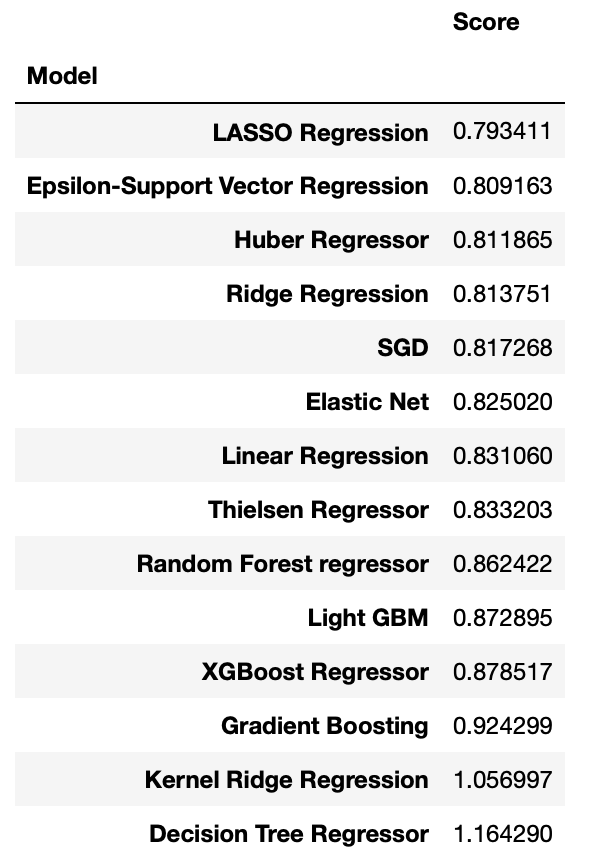 Score
Model
LASSO Regression 0.793411
Epsilon-Support Vector Regression 0.809163
Huber Regressor 0.811865
Ridge Regression 0.813751
SGD 0.817268
Elastic Net 0.825020
Linear Regression 0.831060
Thielsen Regressor 0.833203
Random Forest regressor 0.862422
Light GBM 0.872895
XGBoost Regressor 0.878517
Gradient Boosting 0.924299
Kernel Ridge Regression 1.056997
Decision Tree Regressor 1.164290